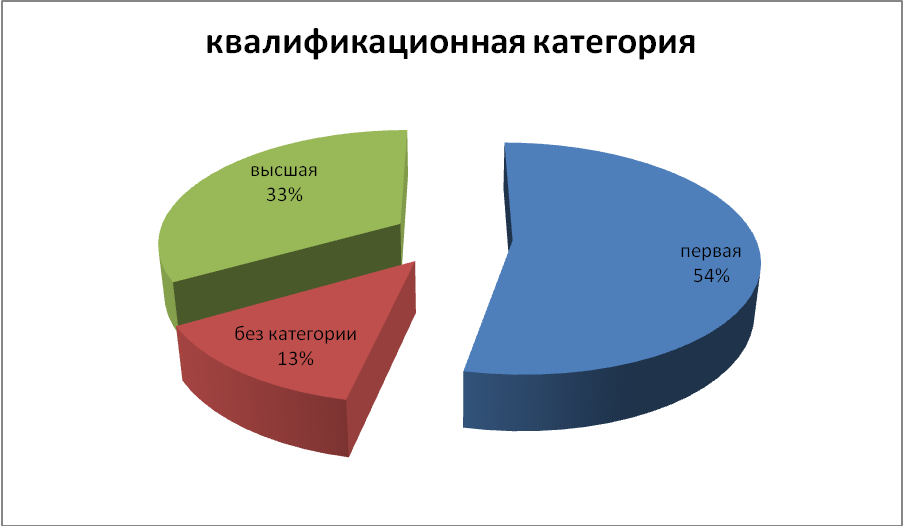 квалификационная категория
высшая
33%
первая
54%
без категории
13%